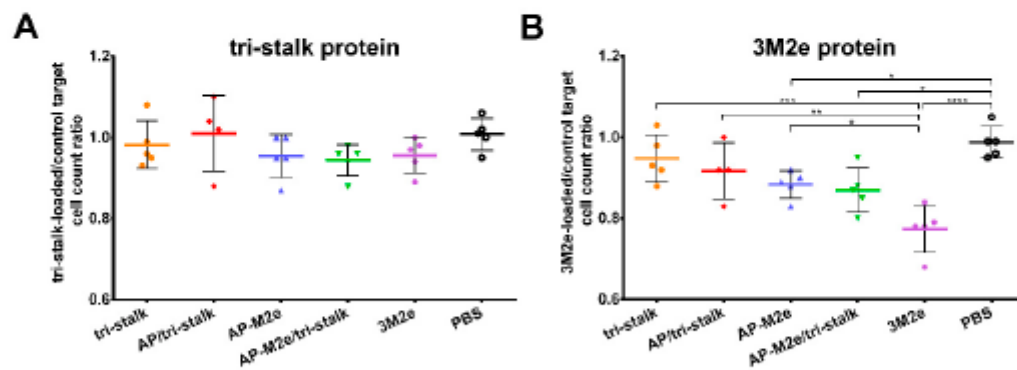 A
tri-stalk protein
tri-stalk-loaded/control target
cell count ratio
1.2
1.0
0.8
0.6
tri-stalk
AP/tri-stalk
AP-M2e
AP-M2e/tri-stalk
3M2e
PBS
B
3M2e protein
3M2e-loaded/control target
cell count ratio
1.2
1.0
0.8
0.6
tri-stalk
AP/tri-stalk
AP-M2e
AP-M2e/tri-stalk
3M2e
PBS